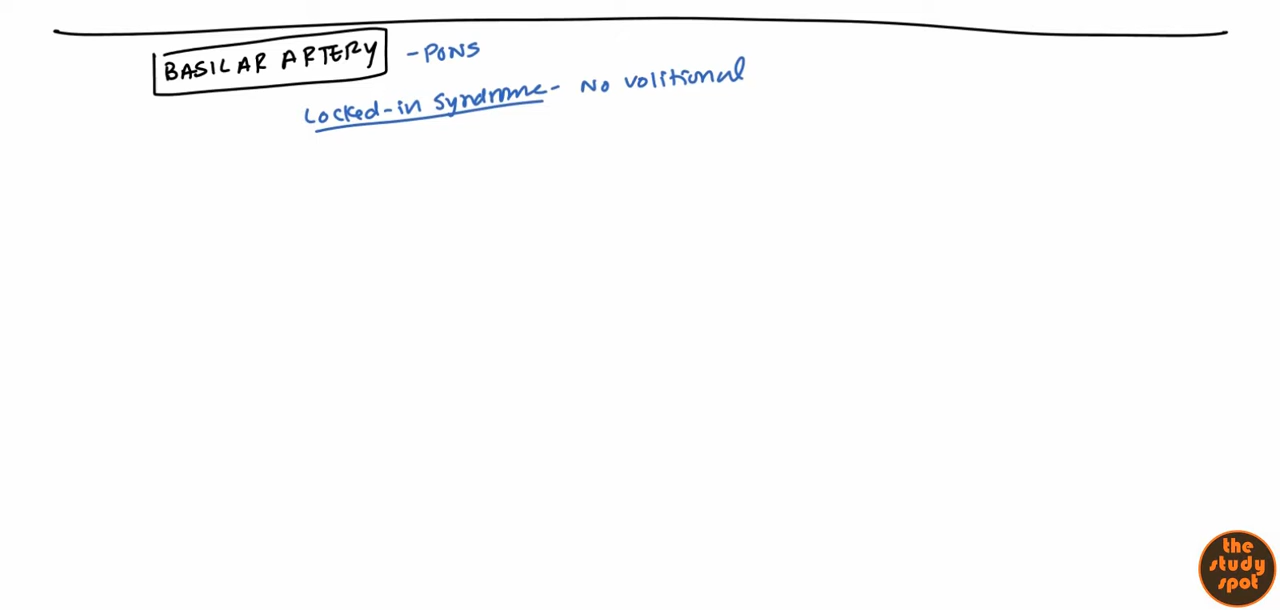 BASILAR ARTERY - PONS
Locked-in syndrome - No volitional
the
study
spot